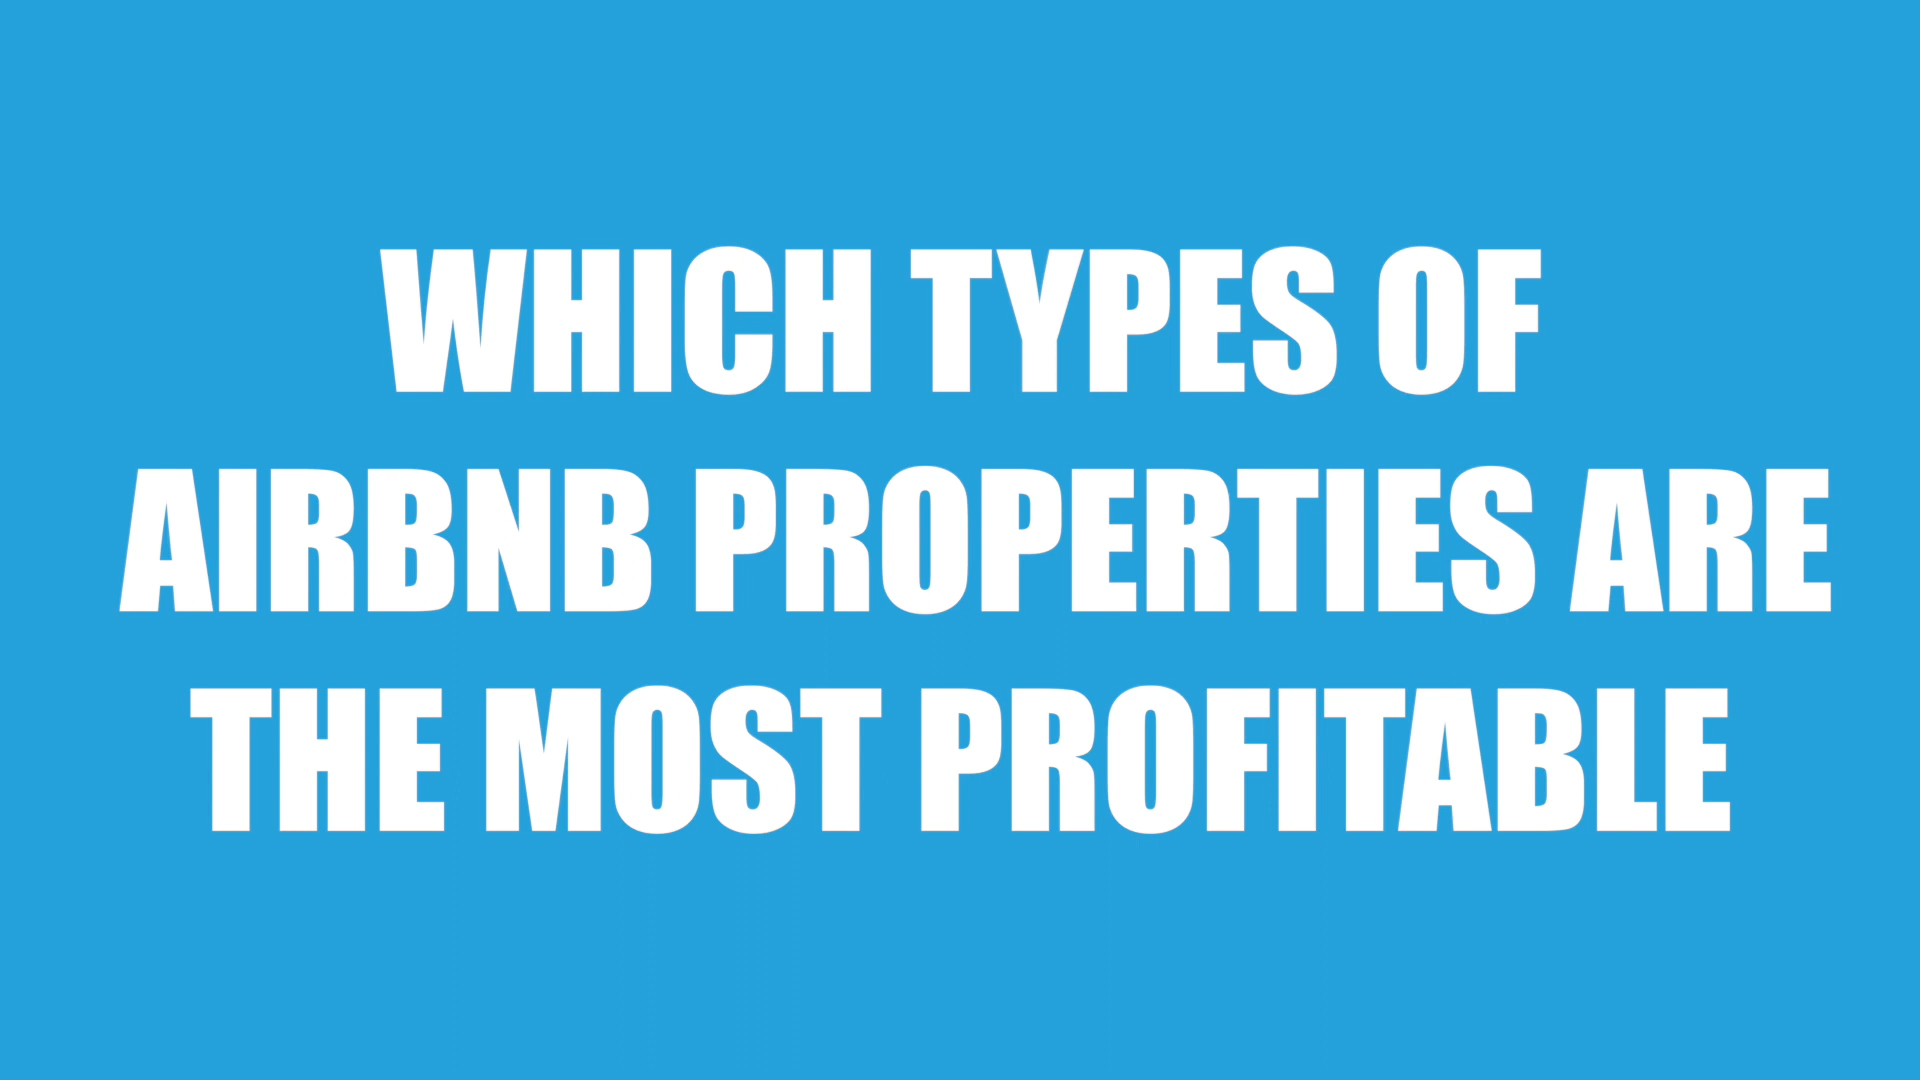 WHICH TYPES OF
AIRBNB PROPERTIES ARE
THE MOST PROFITABLE